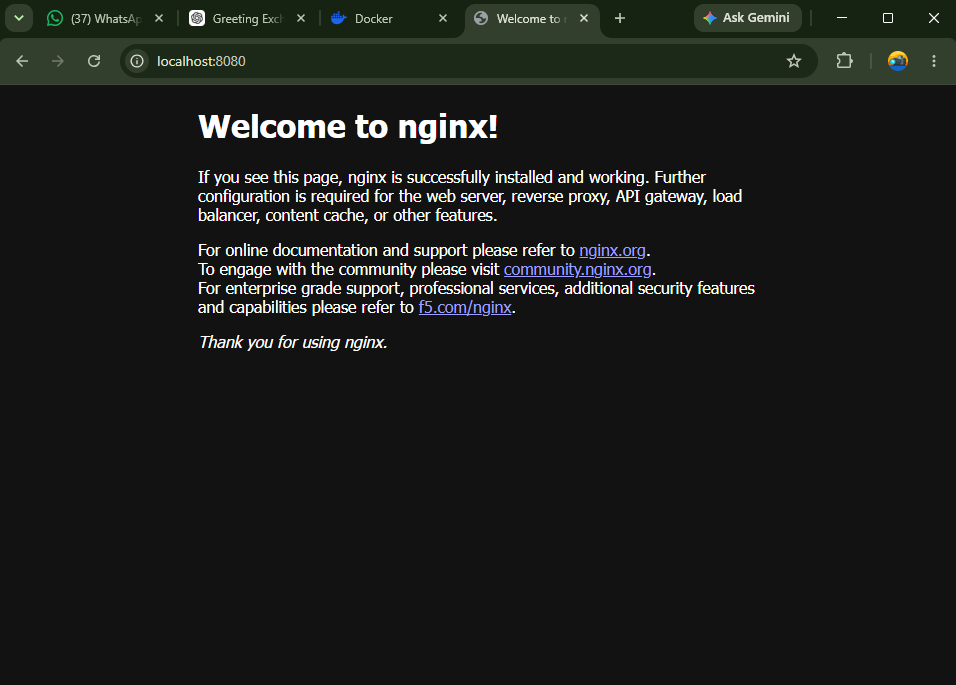 (37) WhatsAp
Greeting Exch
Docker
Welcome to n
Ask Gemini
localhost:8080
Welcome to nginx!
If you see this page, nginx is successfully installed and working. Further
configuration is required for the web server, reverse proxy, API gateway, load
balancer, content cache, or other features.
For online documentation and support please refer to nginx.org.
To engage with the community please visit community.nginx.org.
For enterprise grade support, professional services, additional security features
and capabilities please refer to f5.com/nginx.
Thank you for using nginx.